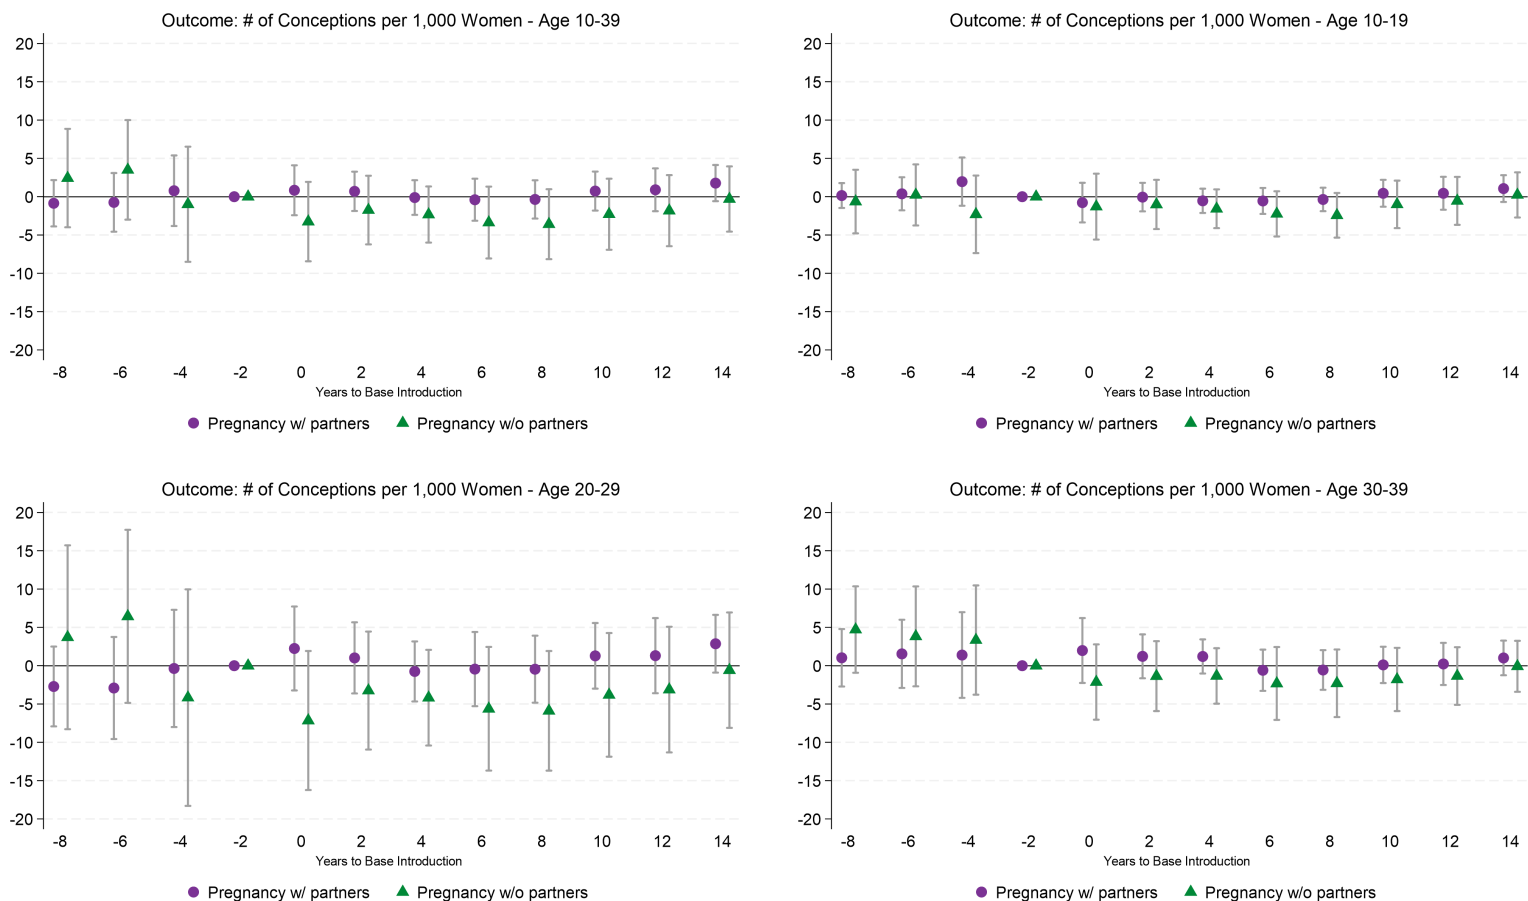 Outcome: # of Conceptions per 1,000 Women - Age 10-39
20
15
10
5
0
-5
-10
-15
-20
-8 -6 -4 -2 0 2 4 6 8 10 12 14
Years to Base Introduction
Pregnancy w/ partners Pregnancy w/o partners
Outcome: # of Conceptions per 1,000 Women - Age 10-19
20
15
10
5
0
-5
-10
-15
-20
-8 -6 -4 -2 0 2 4 6 8 10 12 14
Years to Base Introduction
Pregnancy w/ partners Pregnancy w/o partners
Outcome: # of Conceptions per 1,000 Women - Age 20-29
20
15
10
5
0
-5
-10
-15
-20
-8 -6 -4 -2 0 2 4 6 8 10 12 14
Years to Base Introduction
Pregnancy w/ partners Pregnancy w/o partners
Outcome: # of Conceptions per 1,000 Women - Age 30-39
20
15
10
5
0
-5
-10
-15
-20
-8 -6 -4 -2 0 2 4 6 8 10 12 14
Years to Base Introduction
Pregnancy w/ partners Pregnancy w/o partners